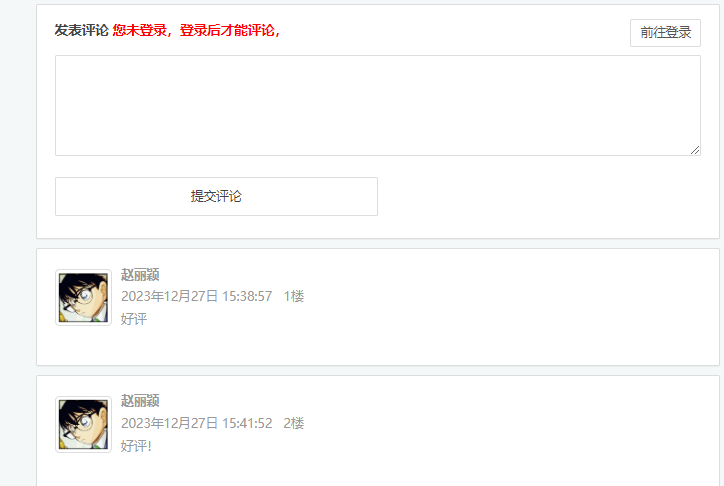 发表评论 您未登录，登录后才能评论，
前往登录
提交评论
赵丽颖
2023年12月27日 15:38:57 1楼
好评
赵丽颖
2023年12月27日 15:41:52 2楼
好评！